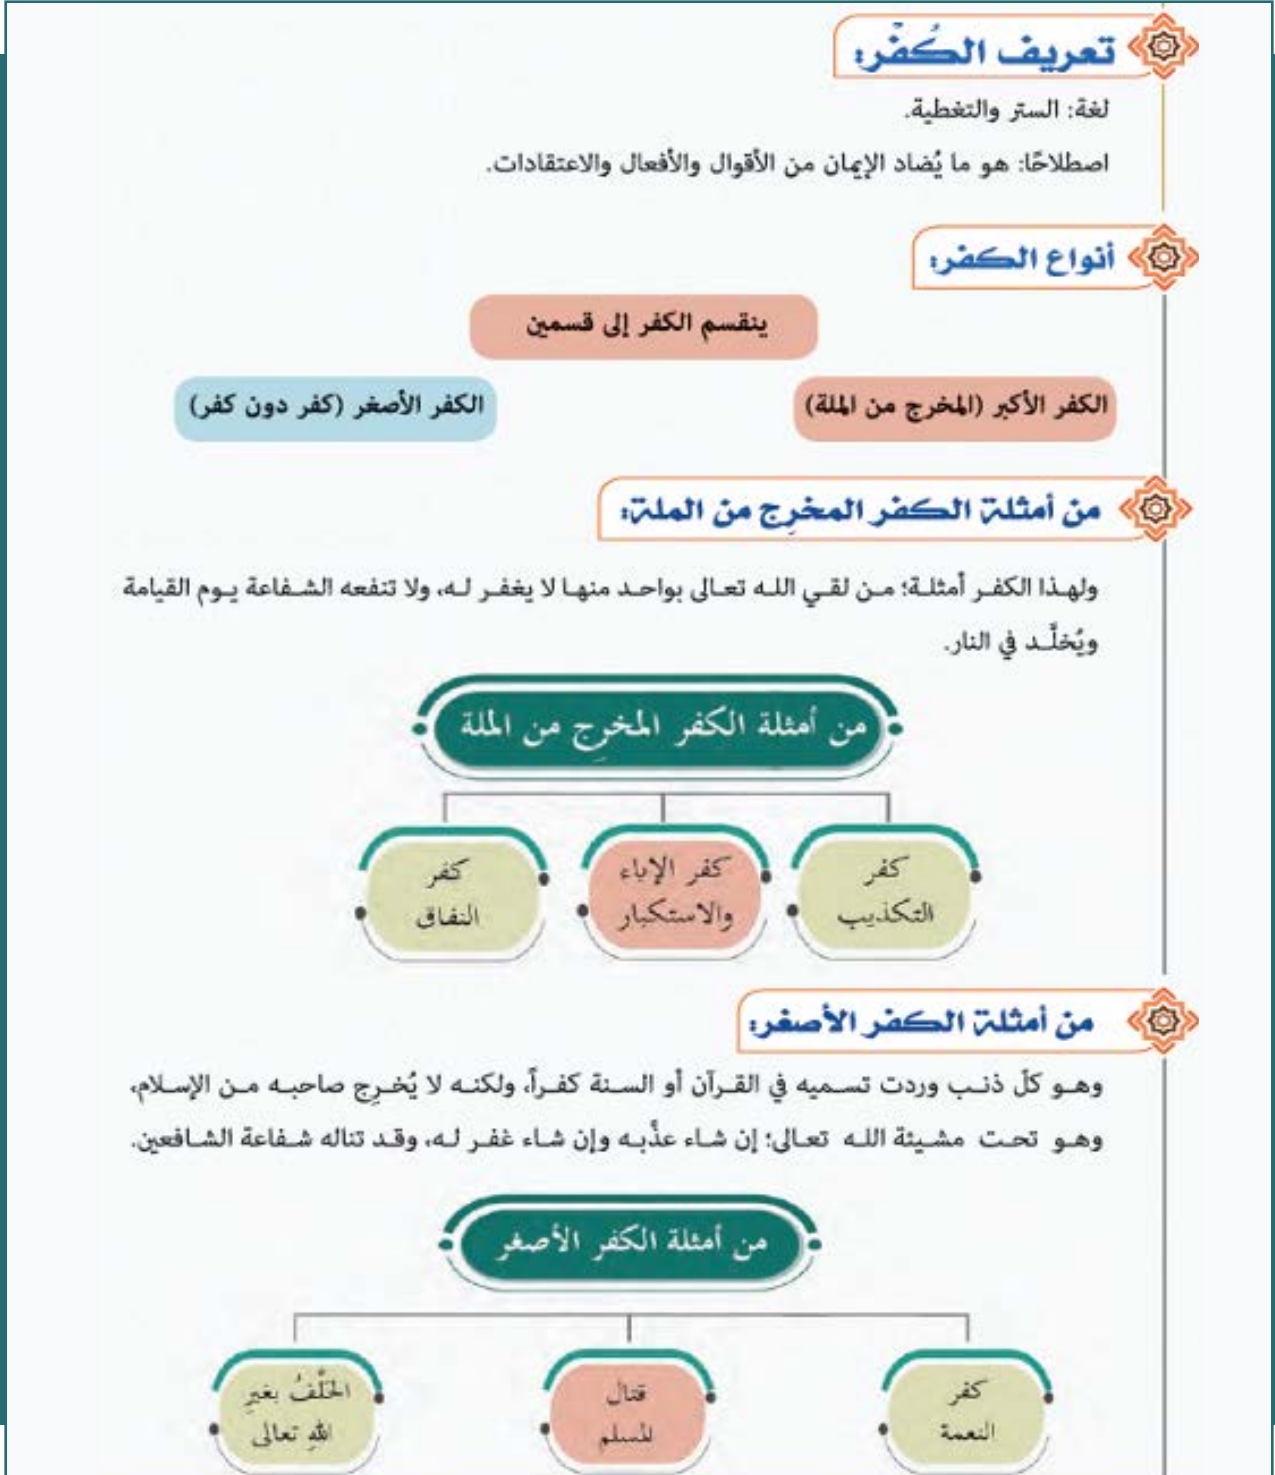 تعريف الكُفْر:
لغة: الستر والتغطية.
اصطلاحًا: هو ما يُضاد الإيمان من الأقوال والأفعال والاعتقادات.
أنواع الكفر:
ينقسم الكفر إلى قسمين
الكفر الأكبر (المخرج من الملة)
الكفر الأصغر (كفر دون كفر)
من أمثلة الكفر المخرِج من الملة:
ولهذا الكفر أمثلة؛ من لقي الله تعالى بواحد منها لا يغفر له، ولا تنفعه الشفاعة يوم القيامة
ويُخلَّد في النار.
من أمثلة الكفر المخرِج من الملة
كفر
التكذيب
كفر الإباء
والاستكبار
كفر
النفاق
من أمثلة الكفر الأصغر:
وهو كلّ ذنب وردت تسميه في القرآن أو السنة كفراً، ولكنه لا يُخرِج صاحبه من الإسلام،
وهو تحت مشيئة الله تعالى؛ إن شاء عذَّبه وإن شاء غفر له، وقد تناله شفاعة الشافعين.
من أمثلة الكفر الأصغر
كفر
النعمة
قتال
المسلم
الحَلْفُ بغيرِ
اللهِ تعالى